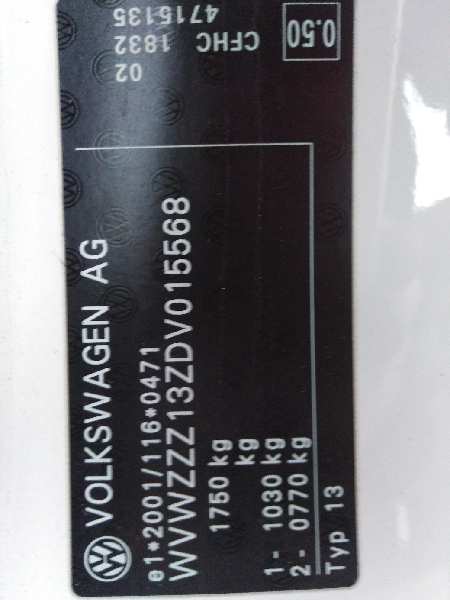 VOLKSWAGEN AG
e1*2001/116*0471
WVWZZZ13ZDV015568
1750 kg
kg
1- 1030 kg
2- 0770 kg
Typ 13
4715135
CFHC 1832
02
0.50